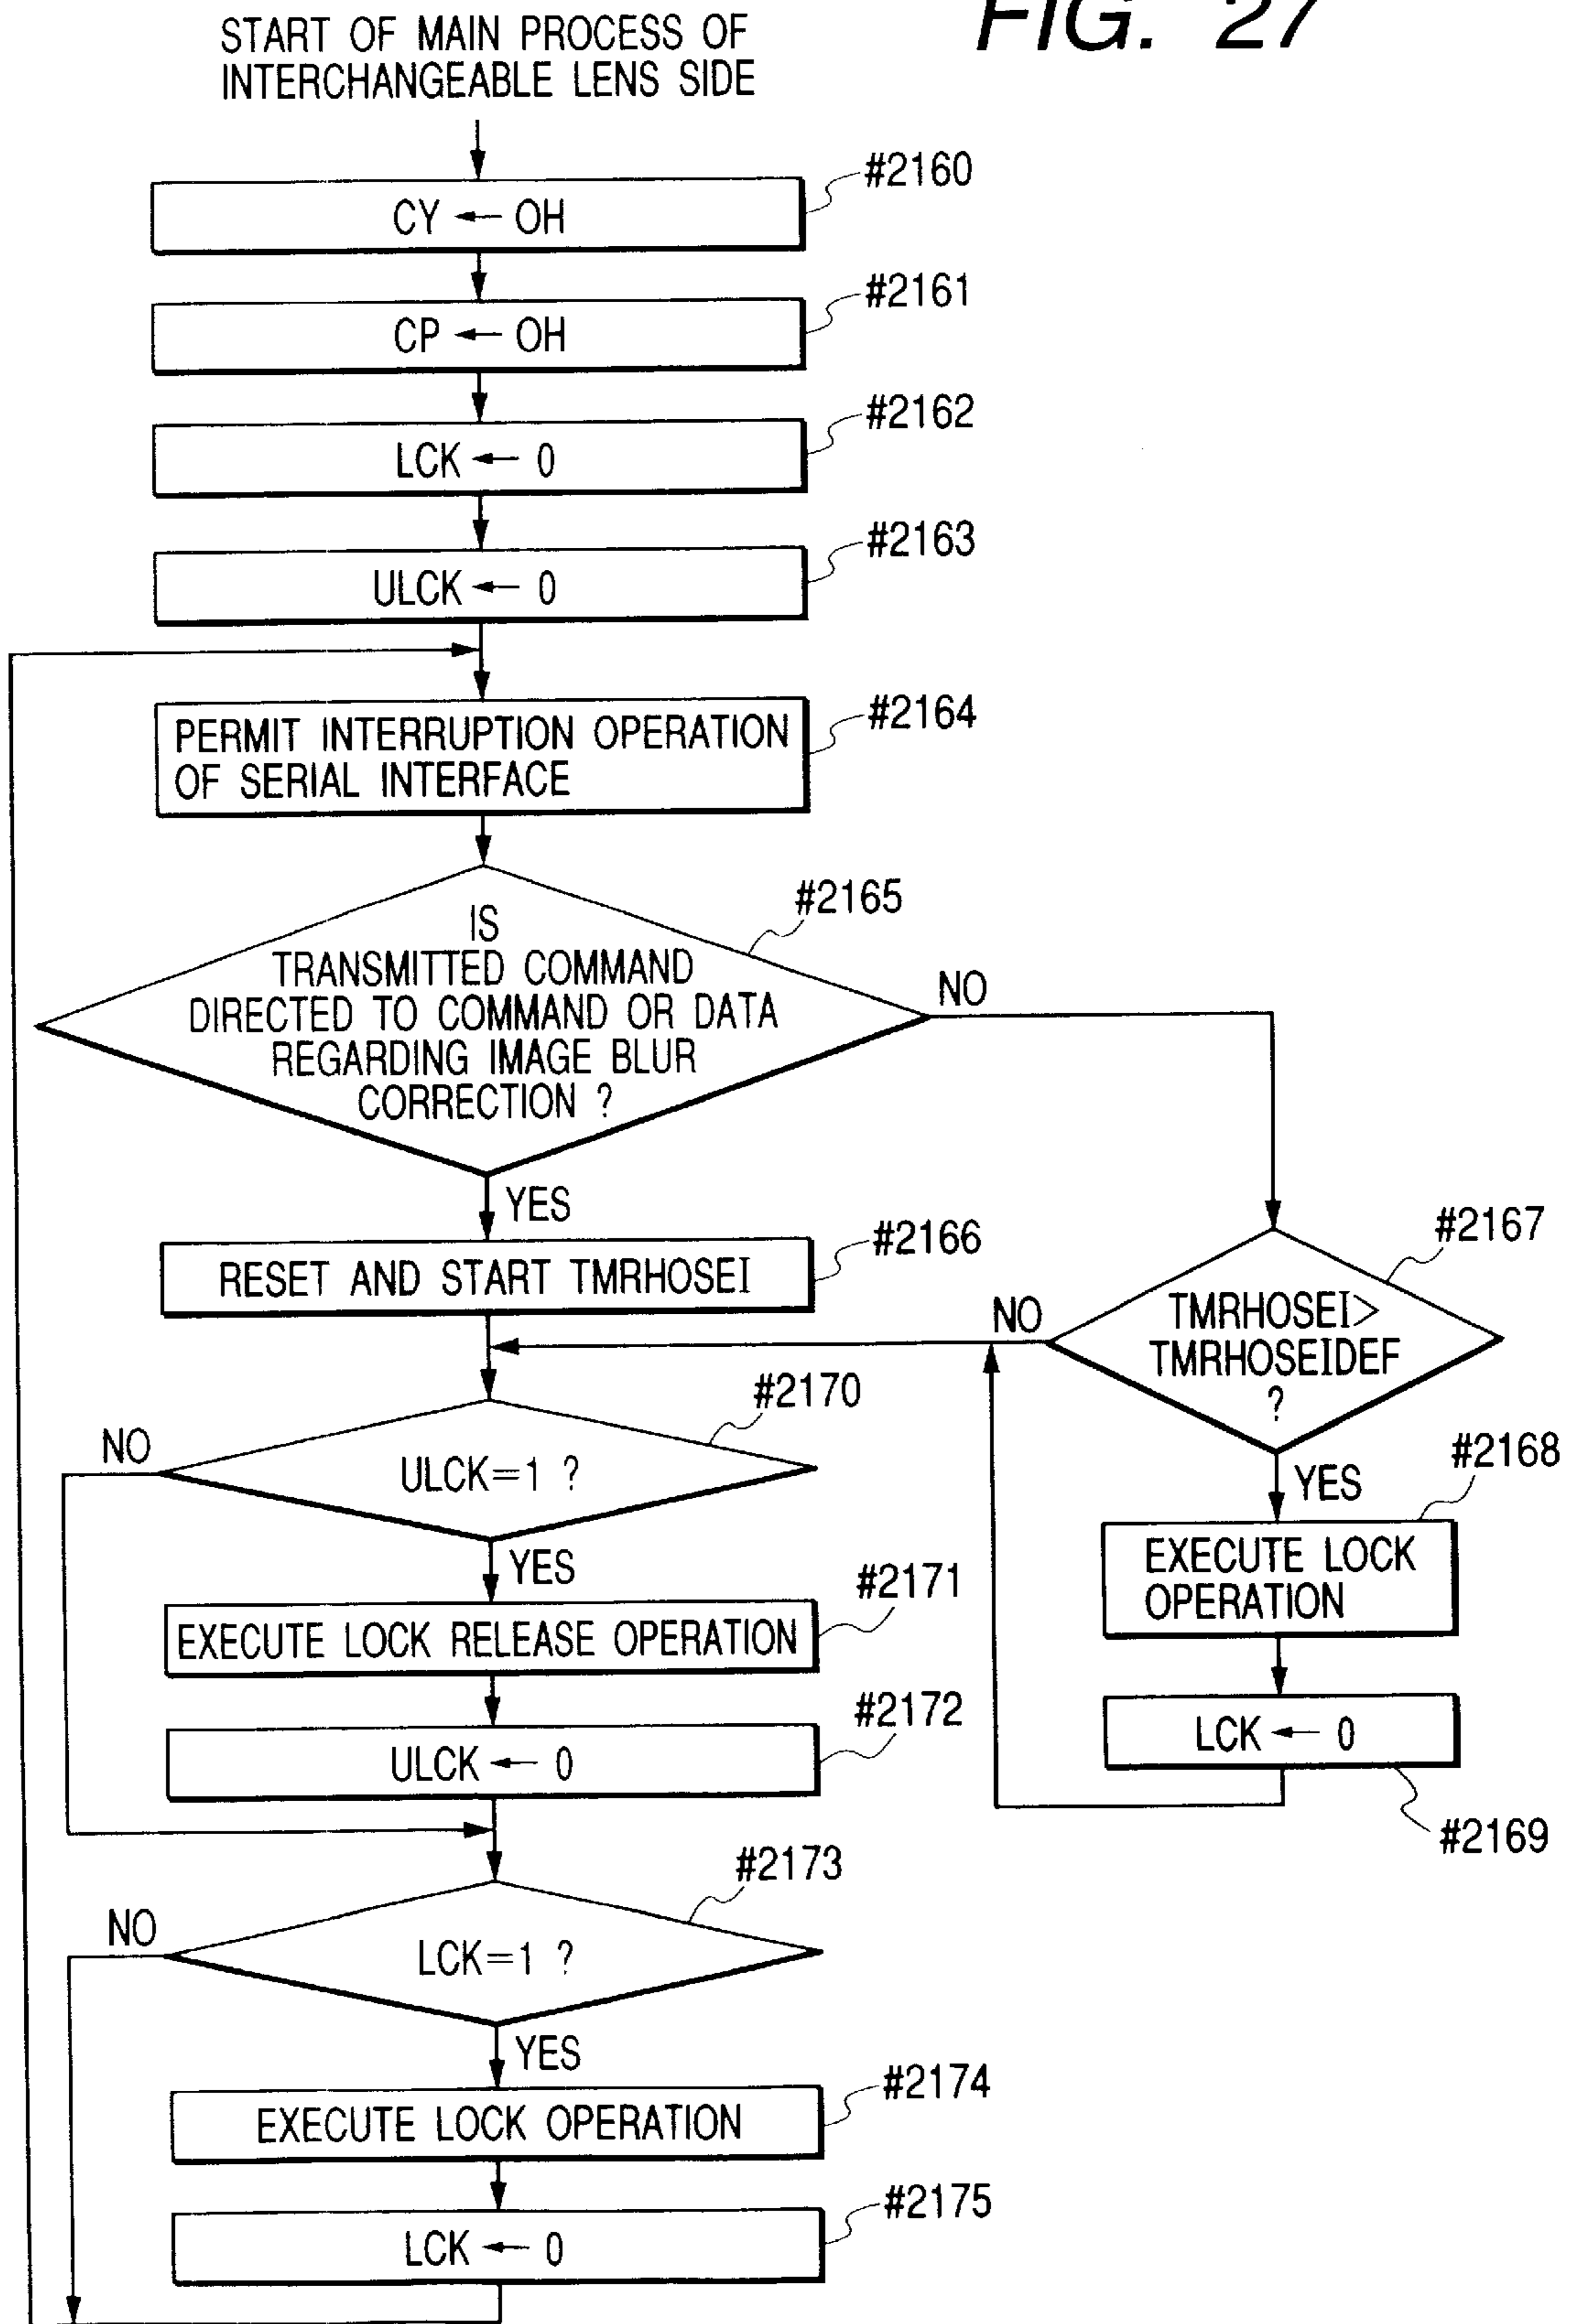 FIG. 27
START OF MAIN PROCESS OF
INTERCHANGEABLE LENS SIDE
#2160
CY ← OH
#2161
CP ← OH
#2162
LCK ← 0
#2163
ULCK ← 0
#2164
PERMIT INTERRUPTION OPERATION
OF SERIAL INTERFACE
#2165
IS
TRANSMITTED COMMAND
DIRECTED TO COMMAND OR DATA
REGARDING IMAGE BLUR
CORRECTION ?
NO
YES
#2166
RESET AND START TMRHOSEI
#2167
TMRHOSEI>
TMRHOSEIDEF
?
NO
YES
#2168
EXECUTE LOCK
OPERATION
LCK ← 0
#2169
#2170
ULCK=1 ?
NO
YES
#2171
EXECUTE LOCK RELEASE OPERATION
#2172
ULCK ← 0
#2173
LCK=1 ?
NO
YES
#2174
EXECUTE LOCK OPERATION
#2175
LCK ← 0